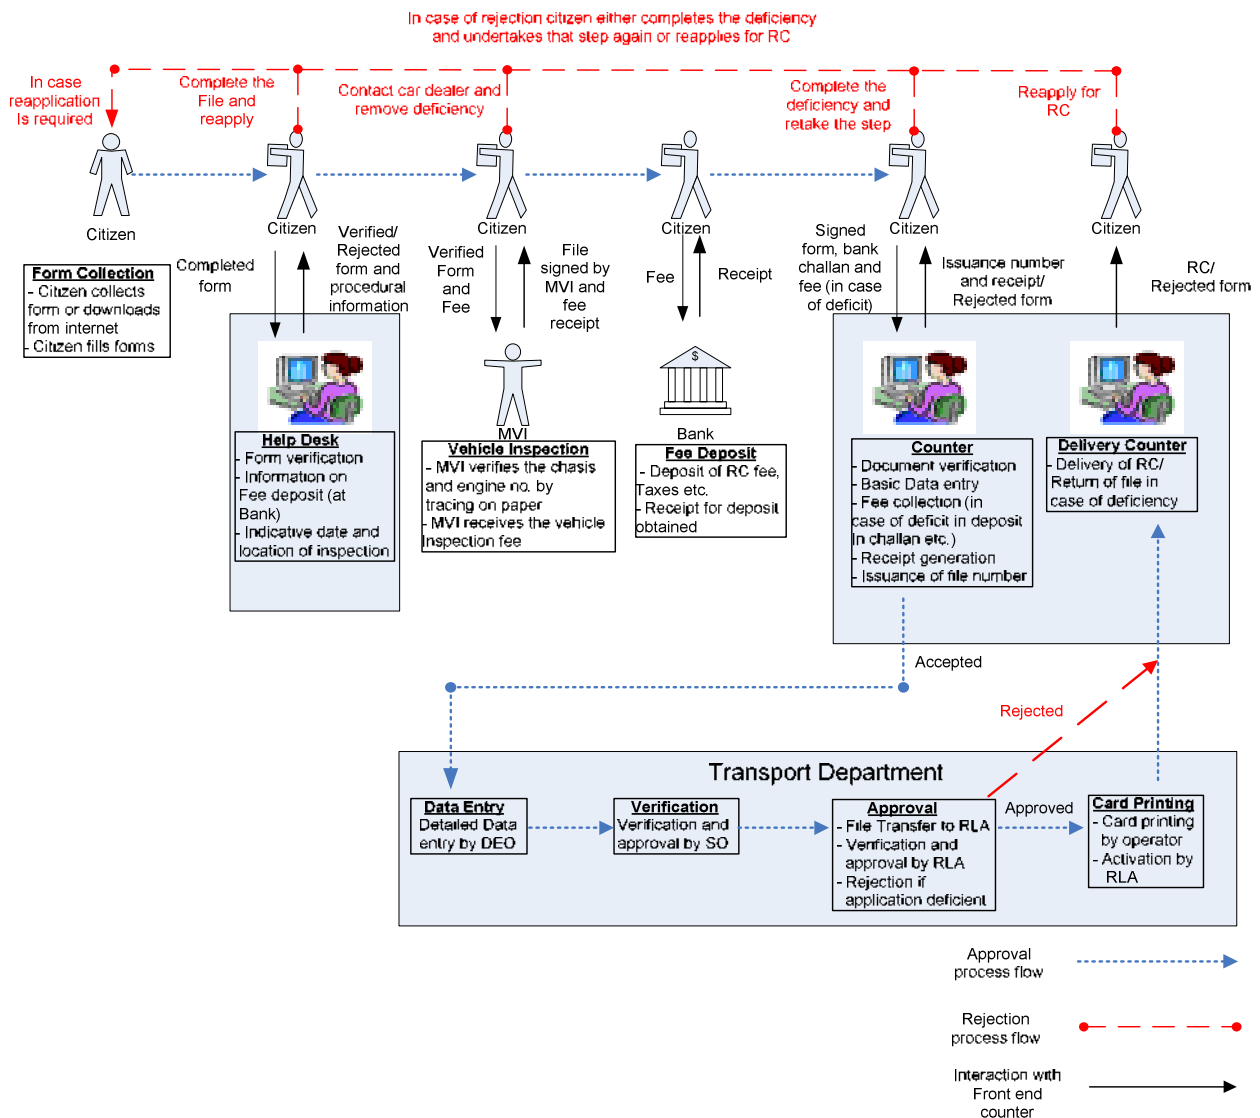 In case of rejection citizen either completes the deficiency
and undertakes that step again or reapplies for RC
In case
reapplication
Is required
Complete the
File and
reapply
Contact car dealer and
remove deficiency
Complete the
deficiency and
retake the step
Reapply for
RC
Citizen
Citizen
Citizen
Citizen
Citizen
Citizen
Form Collection
- Citizen collects
form or downloads
from internet
- Citizen fills forms
Completed
form
Verified/
Rejected
form and
procedural
information
Verified
Form
and
Fee
File
signed by
MVI and
fee
receipt
Fee
Receipt
Signed
form, bank
challan and
fee (in case
of deficit)
Issuance number
and receipt/
Rejected form
RC/
Rejected form
Help Desk
- Form verification
- Information on
Fee deposit (at
Bank)
- Indicative date and
location of inspection
MVI
Vehicle Inspection
- MVI verifies the chasis
and engine no. by
tracing on paper
- MVI receives the vehicle
Inspection fee
$
Bank
Fee Deposit
- Deposit of RC fee,
Taxes etc.
- Receipt for deposit
obtained
Counter
- Document verification
- Basic Data entry
- Fee collection (in
case of deficit in deposit
In challan etc.)
- Receipt generation
- Issuance of file number
Delivery Counter
- Delivery of RC/
Return of file in
case of deficiency
Accepted
Rejected
Transport Department
Data Entry
Detailed Data
entry by DEO
Verification
Verification and
approval by SO
Approval
- File Transfer to RLA
- Verification and
approval by RLA
- Rejection if
application deficient
Approved
Card Printing
- Card printing
by operator
- Activation by
RLA
Approval
process flow
Rejection
process flow
Interaction with
Front end
counter